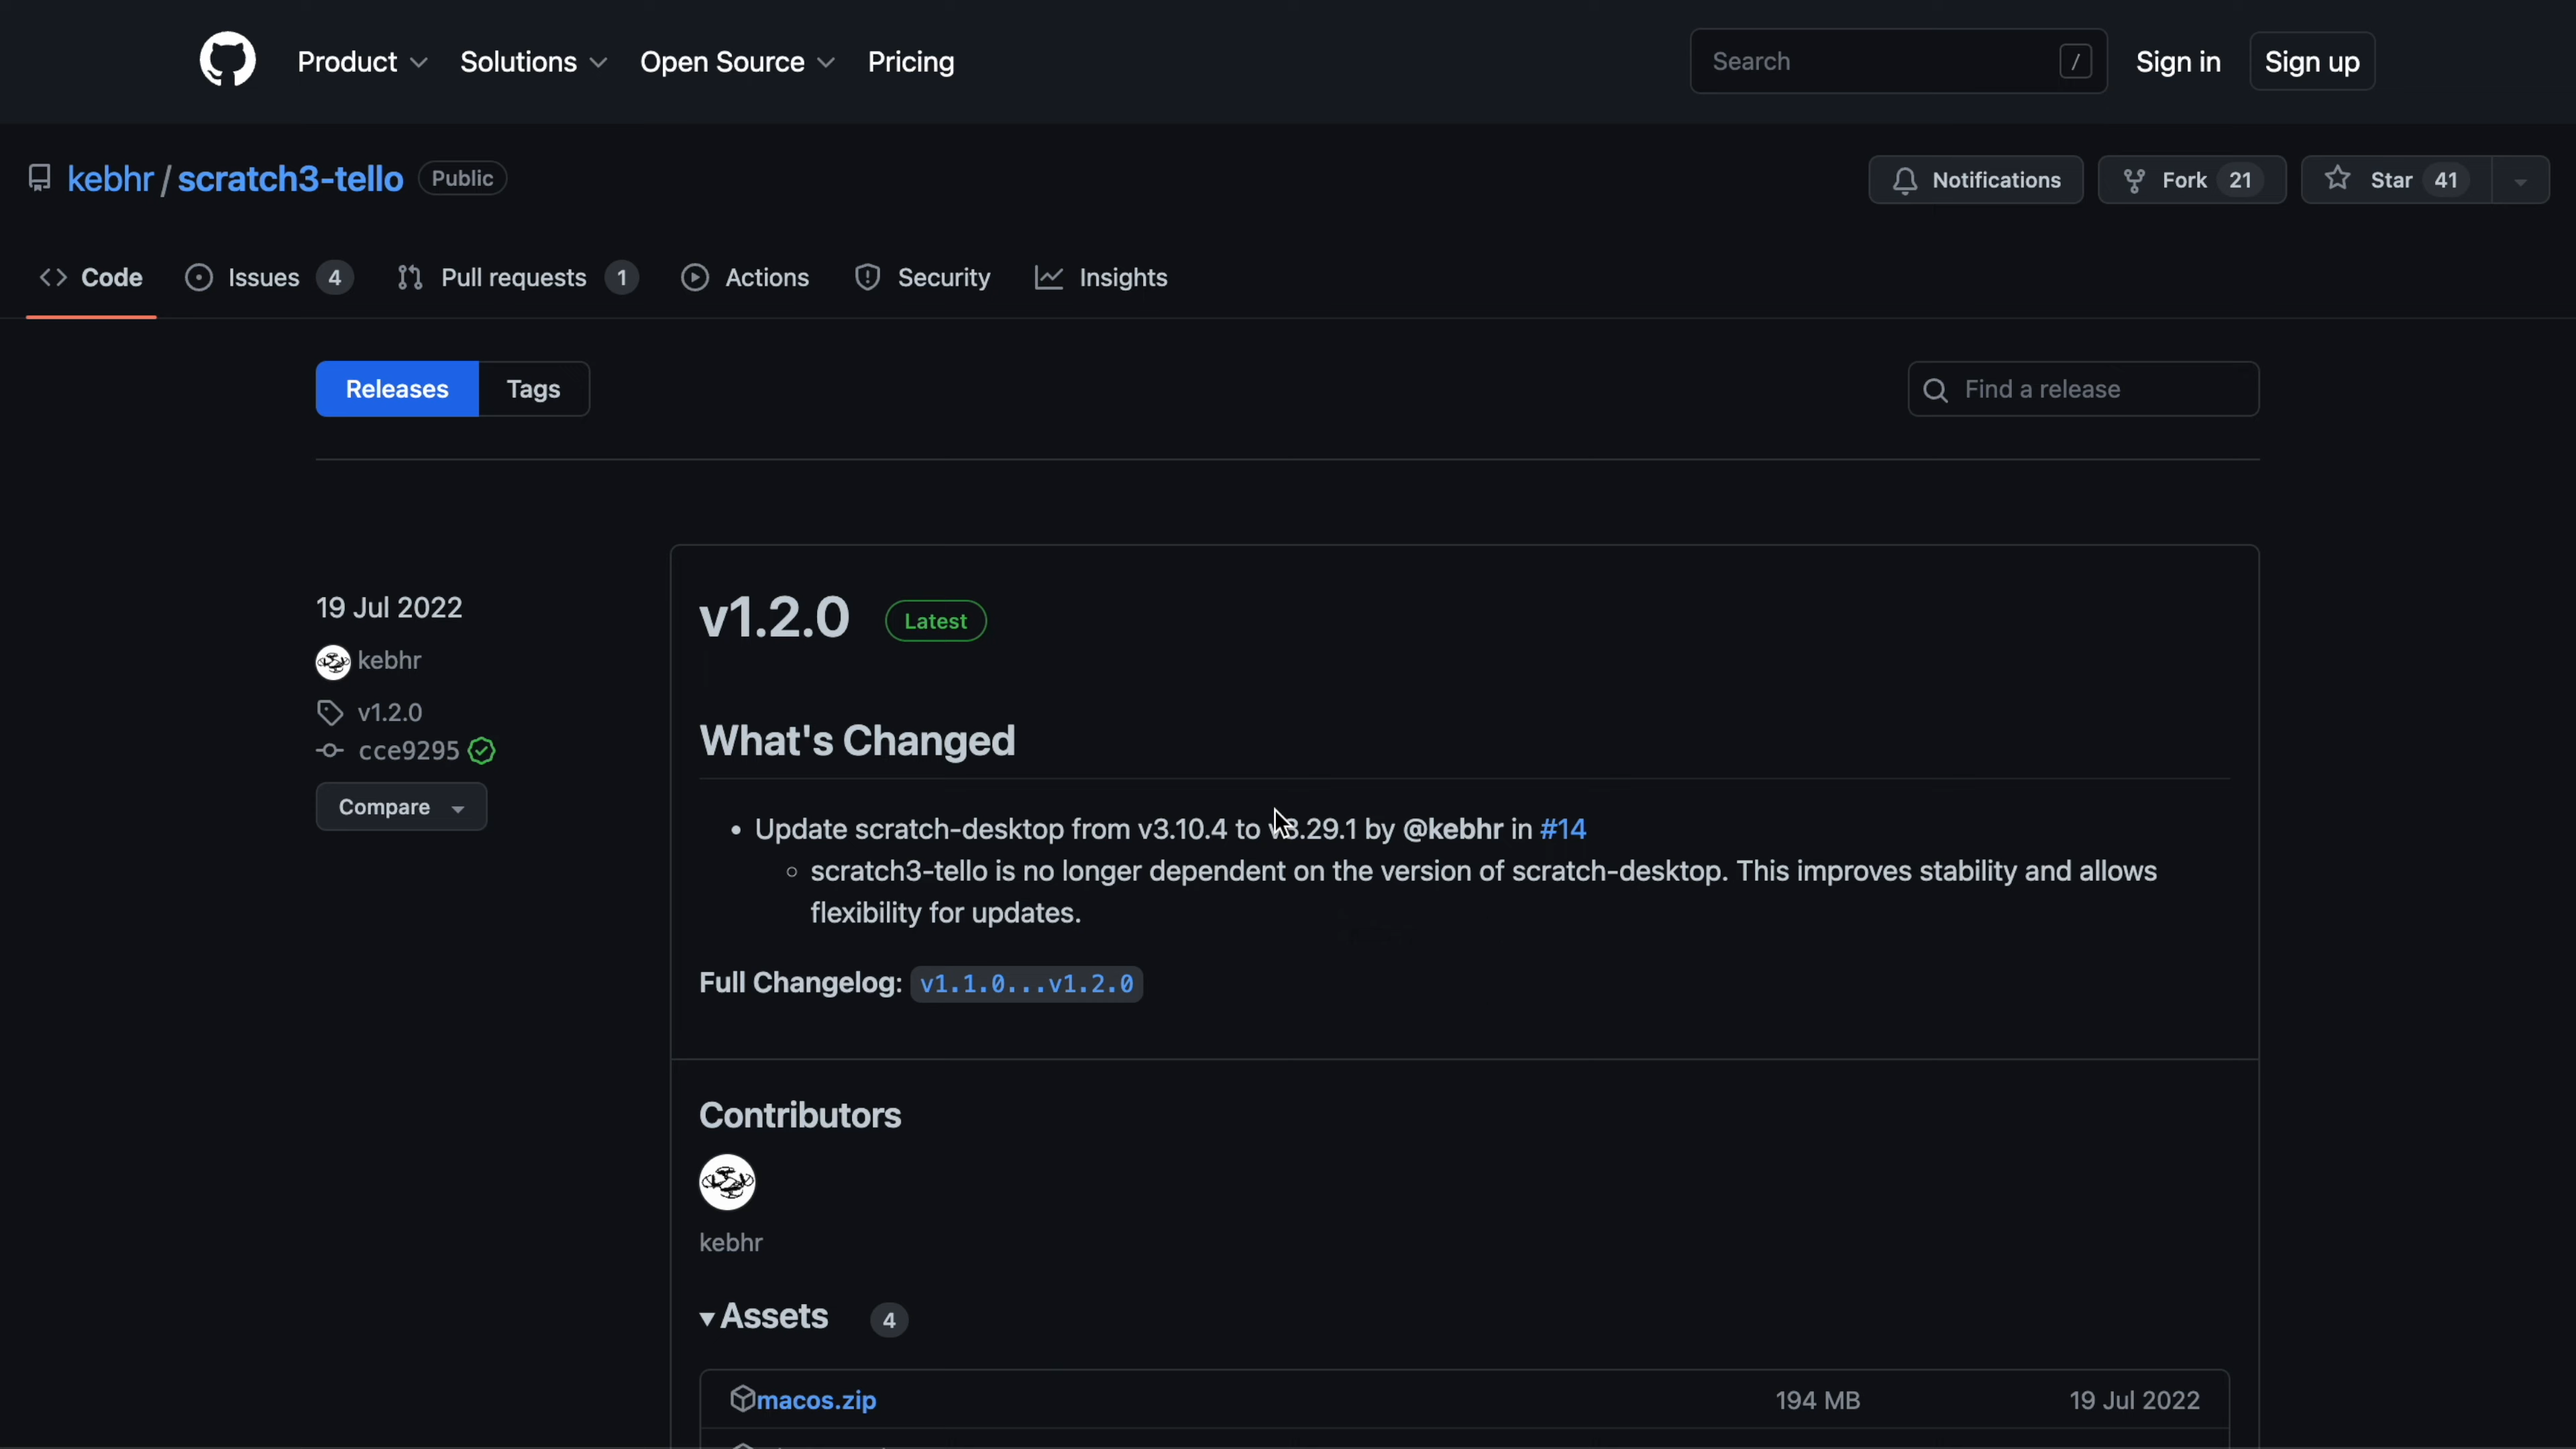 Product Solutions Open Source Pricing Search / Sign in Sign up
kebhr / scratch3-tello Public Notifications Fork 21 Star 41
Code Issues 4 Pull requests 1 Actions Security Insights
Releases Tags Find a release
19 Jul 2022
kebhr
v1.2.0
cce9295
Compare
v1.2.0 Latest
What's Changed
Update scratch-desktop from v3.10.4 to v3.29.1 by @kebhr in #14
scratch3-tello is no longer dependent on the version of scratch-desktop. This improves stability and allows
flexibility for updates.
Full Changelog: v1.1.0...v1.2.0
Contributors
kebhr
Assets 4
macos.zip 194 MB 19 Jul 2022